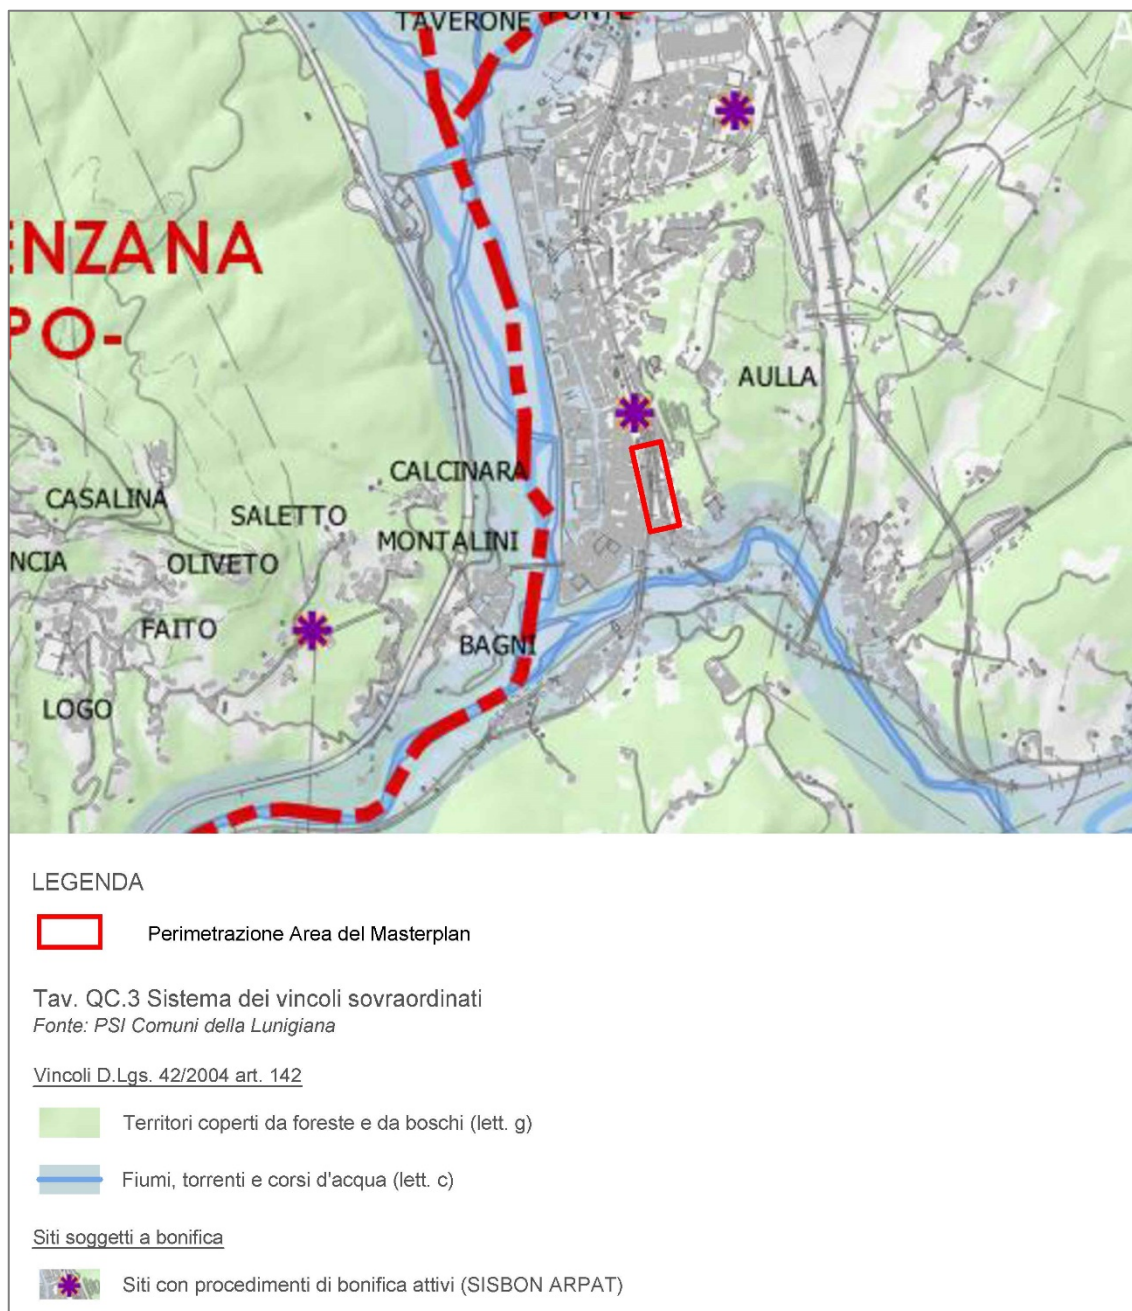 TAVERONE
ENZANA
PO-
AULLA
CALCINARA
CASALINA
SALETTO
MONTALINI
NCIA
OLIVETO
FAITO
BAGNI
LOGO
LEGENDA
Perimetrazione Area del Masterplan
Tav. QC.3 Sistema dei vincoli sovraordinati
Fonte: PSI Comuni della Lunigiana
Vincoli D.Lgs. 42/2004 art. 142
Territori coperti da foreste e da boschi (lett. g)
Fiumi, torrenti e corsi d'acqua (lett. c)
Siti soggetti a bonifica
Siti con procedimenti di bonifica attivi (SISBON ARPAT)